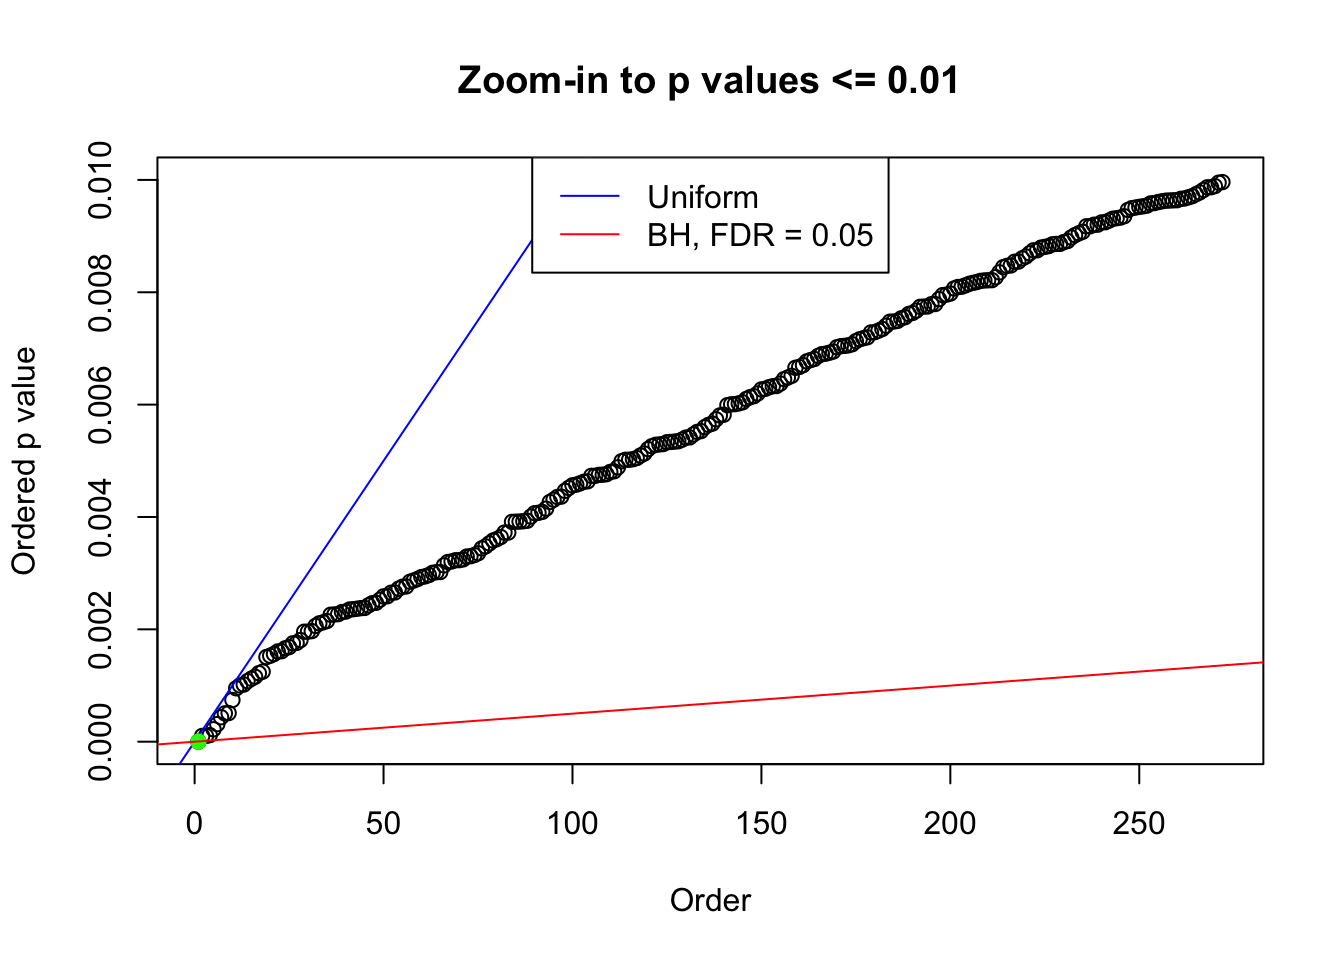 Zoom-in to p values <= 0.01
Uniform
BH, FDR = 0.05
Ordered p value
0.010
0.008
0.006
0.004
0.002
0.000
0 50 100 150 200 250
Order